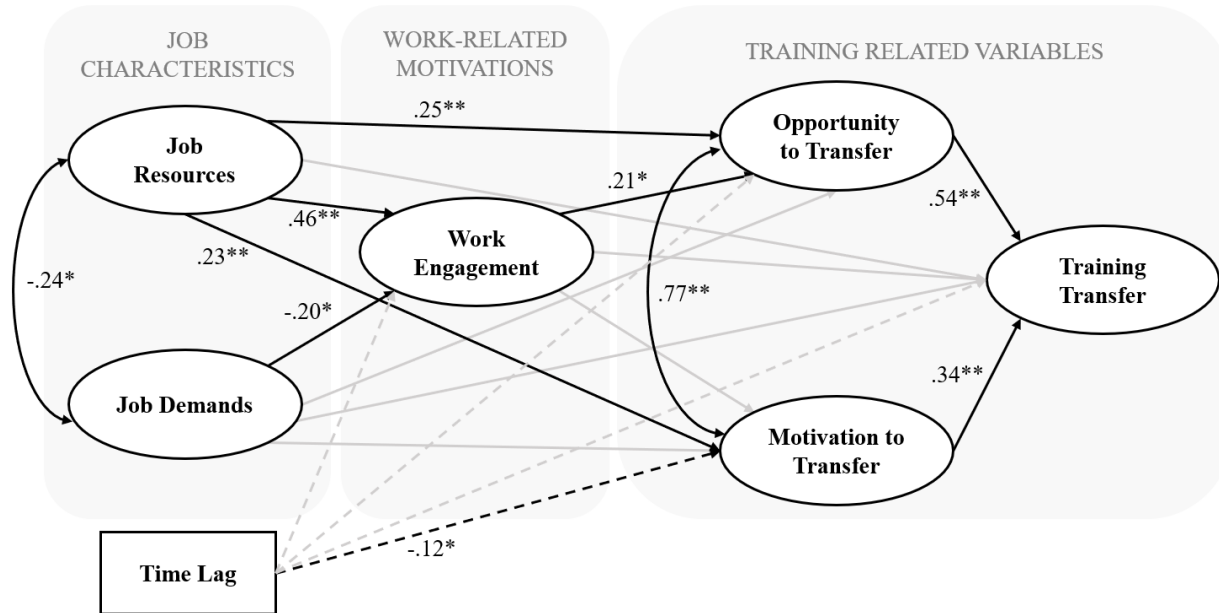 JOB
CHARACTERISTICS
WORK-RELATED
MOTIVATIONS
TRAINING RELATED VARIABLES
Job
Resources
.25**
Opportunity
to Transfer
.21*
.54**
.46**
Work
Engagement
.23**
-.24*
Training
Transfer
.77**
-.20*
Job Demands
.34**
Motivation to
Transfer
-.12*
Time Lag